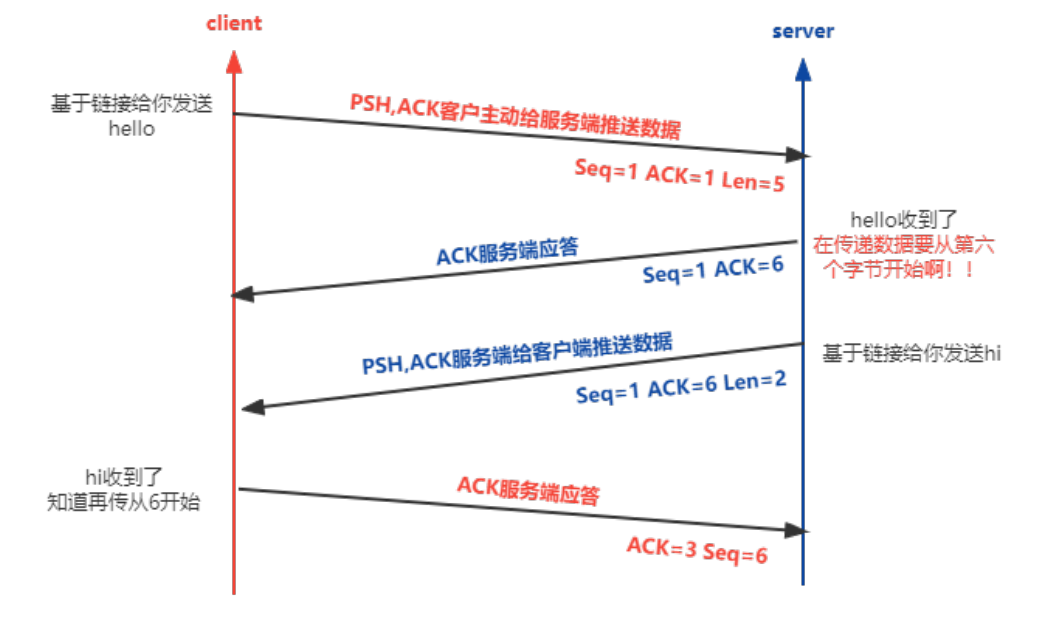 client
server
基于链接给你发送
hello
PSH,ACK客户主动给服务端推送数据
Seq=1 ACK=1 Len=5
hello收到了
在传递数据要从第六
个字节开始啊！！
ACK服务端应答
Seq=1 ACK=6
PSH,ACK服务端给客户端推送数据
基于链接给你发送hi
Seq=1 ACK=6 Len=2
hi收到了
知道再传从6开始
ACK服务端应答
ACK=3 Seq=6